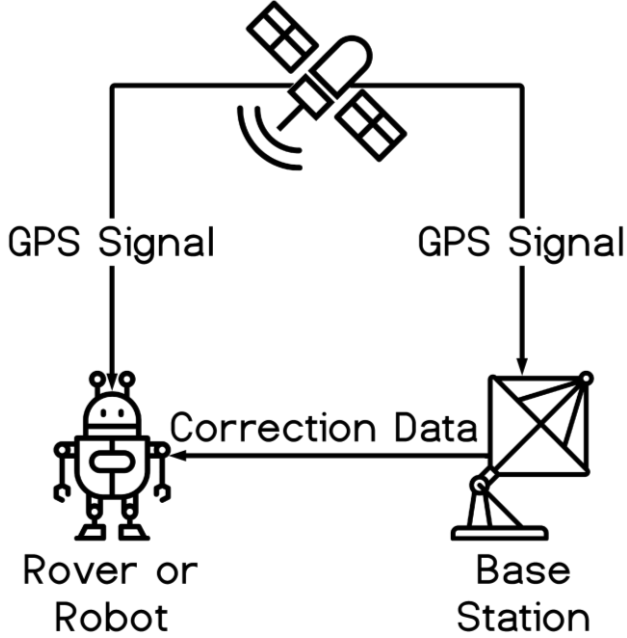 GPS Signal
GPS Signal
Correction Data
Rover or
Robot
Base
Station